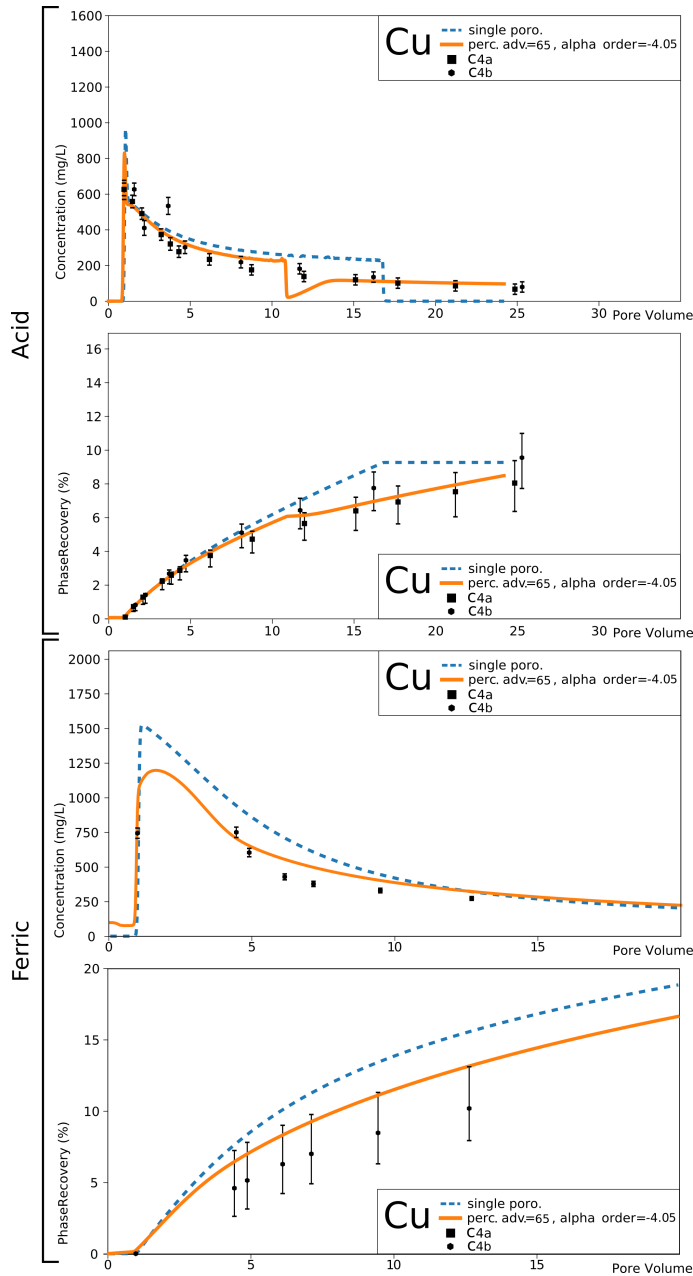 Acid
Ferric
Concentration (mg/L)
1600
1400
1200
1000
800
600
400
200
0
Cu
single poro.
perc. adv.=65, alpha order=-4.05
C4a
C4b
0 5 10 15 20 25 30 Pore Volume
PhaseRecovery (%)
16
14
12
10
8
6
4
2
0
Cu
single poro.
perc. adv.=65, alpha order=-4.05
C4a
C4b
0 5 10 15 20 25 30 Pore Volume
Concentration (mg/L)
2000
1750
1500
1250
1000
750
500
250
0
Cu
single poro.
perc. adv.=65, alpha order=-4.05
C4a
C4b
0 5 10 15 Pore Volume
PhaseRecovery (%)
20
15
10
5
0
Cu
single poro.
perc. adv.=65, alpha order=-4.05
C4a
C4b
0 5 10 15 Pore Volume